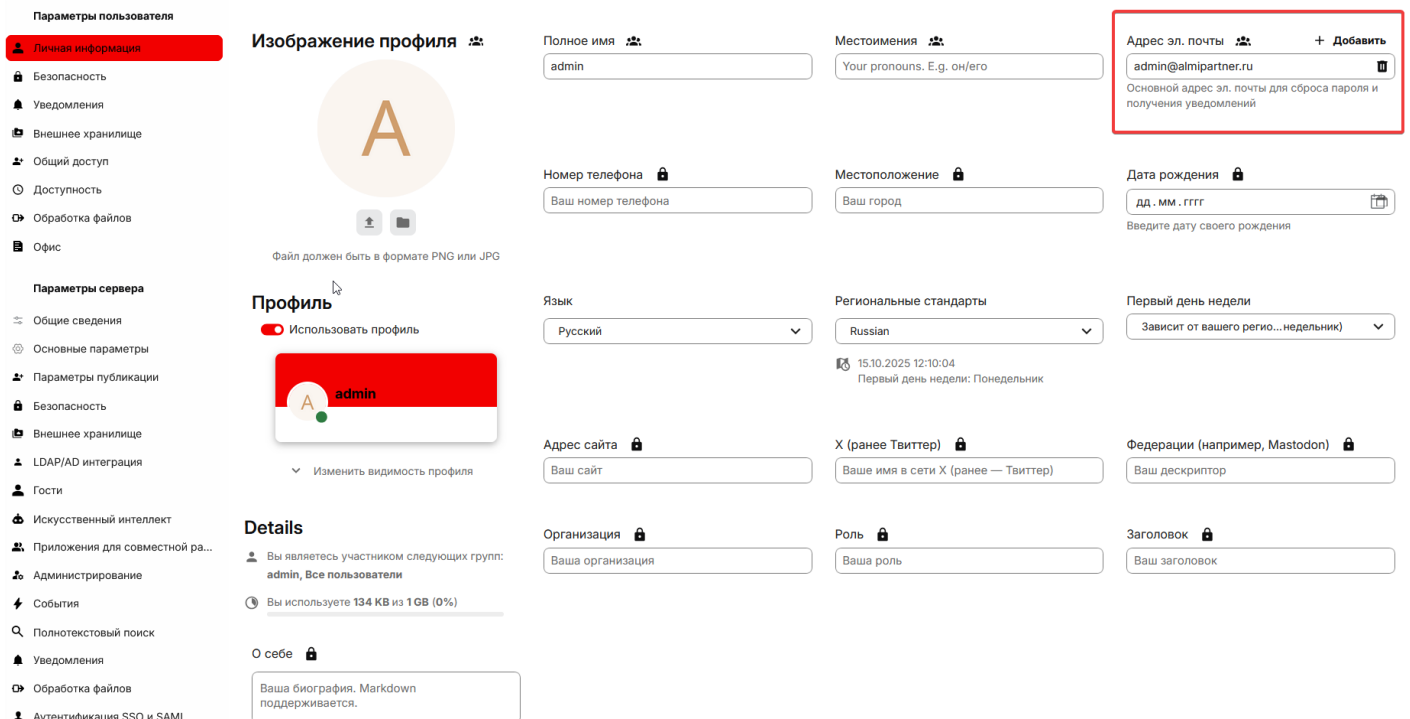 Параметры пользователя
Личная информация
Безопасность
Уведомления
Внешнее хранилище
Общий доступ
Доступность
Обработка файлов
Офис
Параметры сервера
Общие сведения
Основные параметры
Параметры публикации
Безопасность
Внешнее хранилище
LDAP/AD интеграция
Гости
Искусственный интеллект
Приложения для совместной ра...
Администрирование
События
Полнотекстовый поиск
Уведомления
Обработка файлов
Аутентификация SSO и SAML
Изображение профиля
A
Файл должен быть в формате PNG или JPG
Профиль
Использовать профиль
A
admin
Изменить видимость профиля
Details
Вы являетесь участником следующих групп:
admin, Все пользователи
Вы используете 134 KB из 1 GB (0%)
О себе
Ваша биография. Markdown
поддерживается.
Полное имя
admin
Местоимения
Your pronouns. E.g. он/его
Адрес эл. почты
+ Добавить
admin@almipartner.ru
Основной адрес эл. почты для сброса пароля и
получения уведомлений
Номер телефона
Ваш номер телефона
Местоположение
Ваш город
Дата рождения
дд . мм . гггг
Введите дату своего рождения
Язык
Русский
Региональные стандарты
Russian
15.10.2025 12:10:04
Первый день недели: Понедельник
Первый день недели
Зависит от вашего регио...недельник)
Адрес сайта
Ваш сайт
X (ранее Твиттер)
Ваше имя в сети X (ранее — Твиттер)
Федерации (например, Mastodon)
Ваш дескриптор
Организация
Ваша организация
Роль
Ваша роль
Заголовок
Ваш заголовок